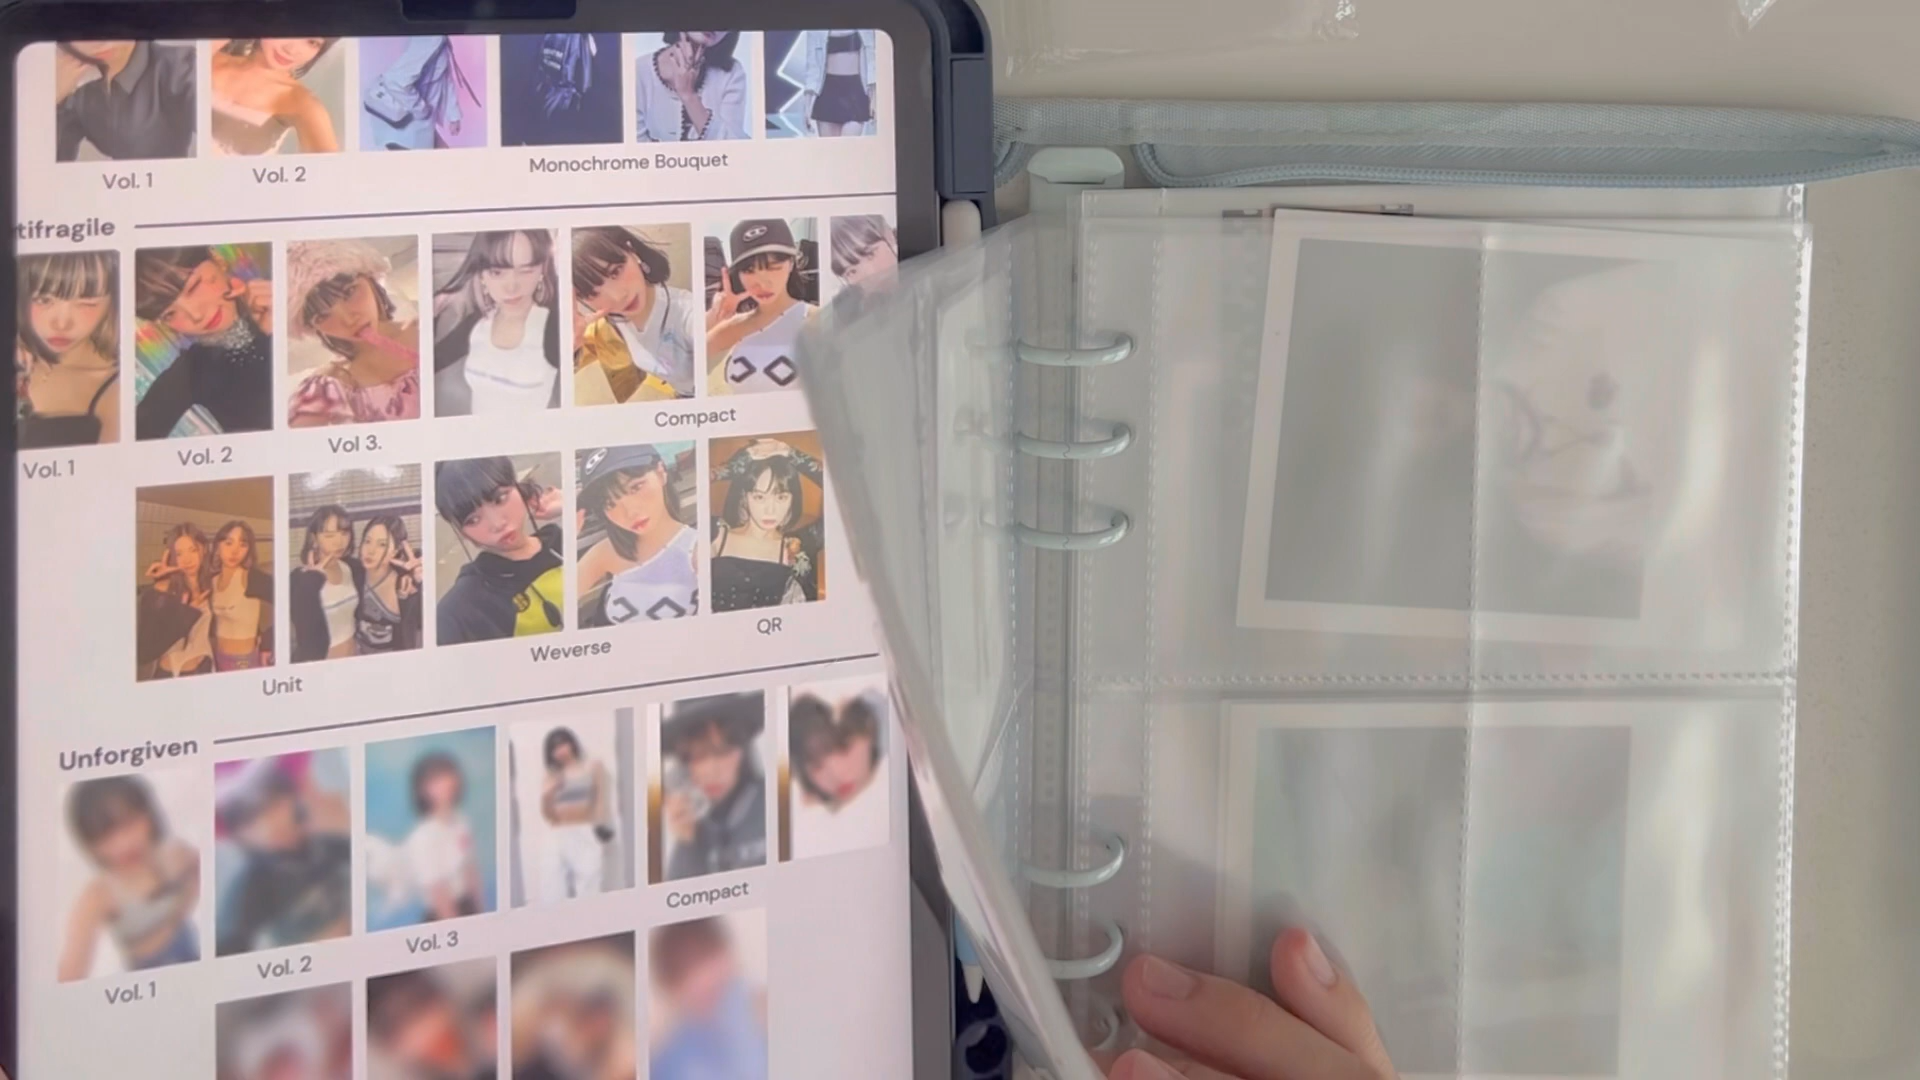 Vol. 1
Vol. 2
Monochrome Bouquet
tifragile
Vol. 1
Vol. 2
Vol 3.
Compact
Unit
Weverse
QR
Unforgiven
Vol. 1
Vol. 2
Vol. 3
Compact